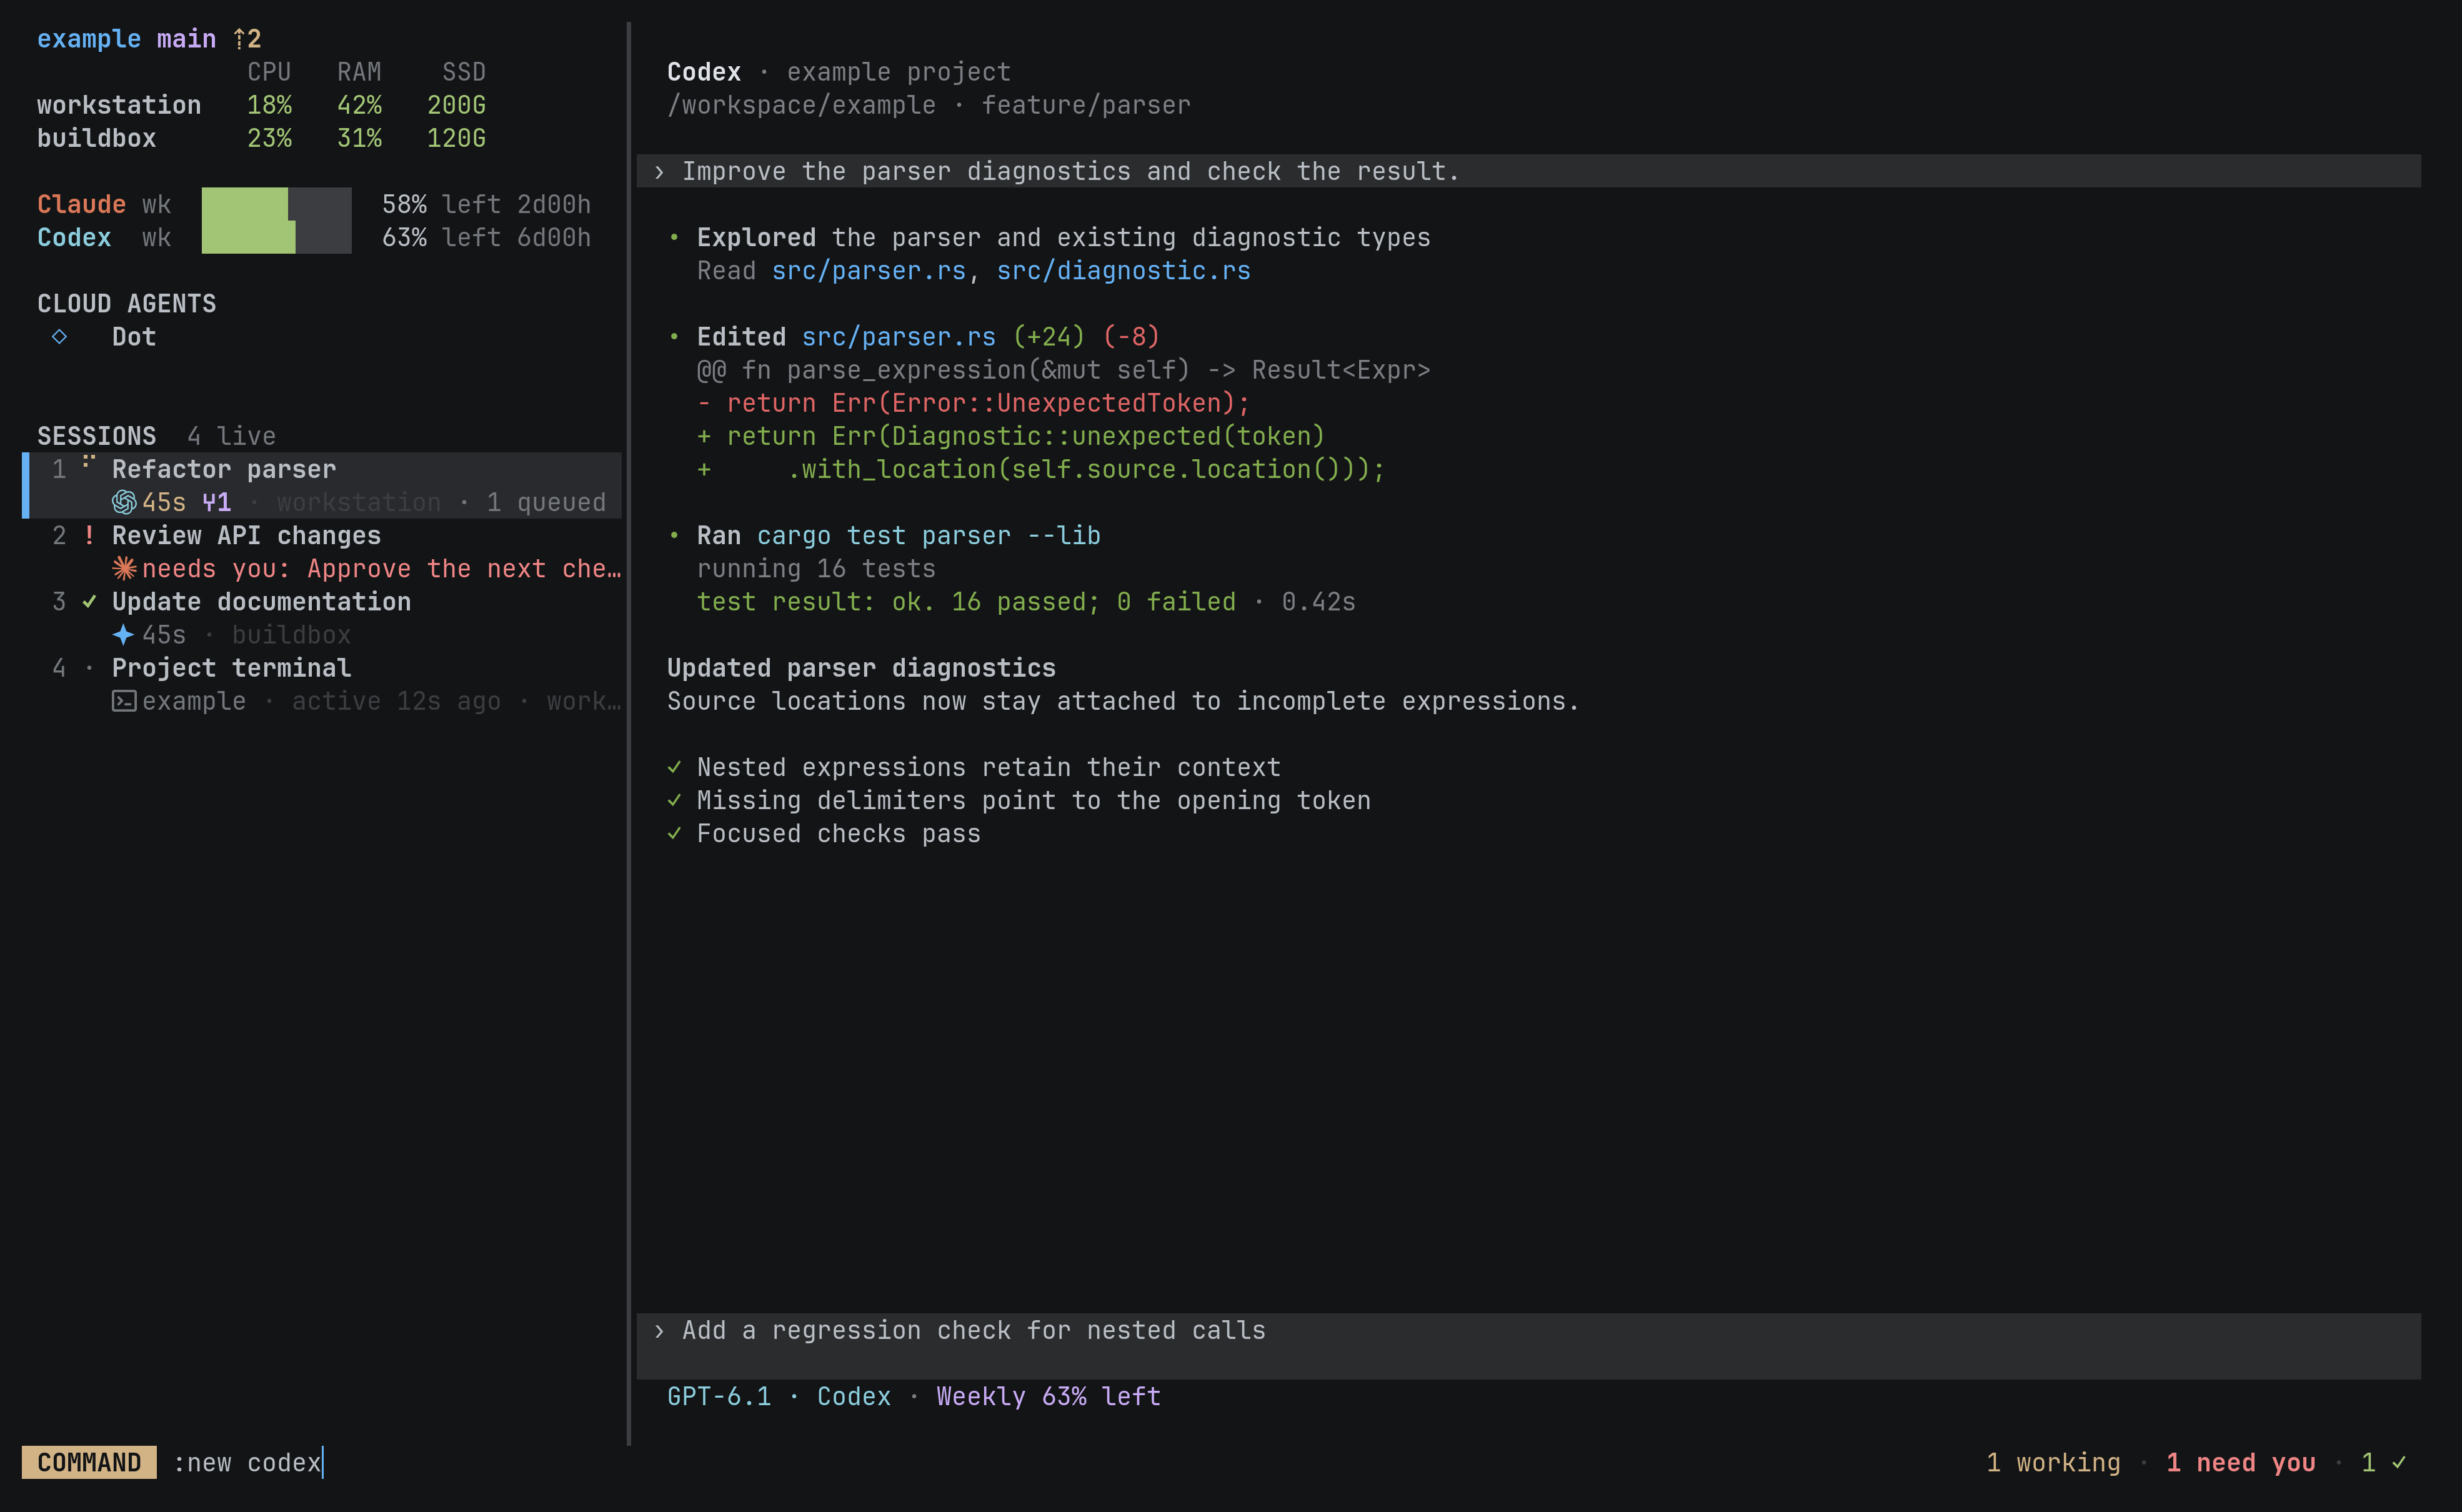 example main ⇡2
CPU RAM SSD
workstation 18% 42% 200G
buildbox 23% 31% 120G
Claude wk 58% left 2d00h
Codex wk 63% left 6d00h
CLOUD AGENTS
◇ Dot
SESSIONS 4 live
1 Refactor parser
45s 1 · workstation · 1 queued
2 ! Review API changes
needs you: Approve the next che…
3 ✓ Update documentation
45s · buildbox
4 · Project terminal
example · active 12s ago · work…
Codex · example project
/workspace/example · feature/parser
› Improve the parser diagnostics and check the result.
• Explored the parser and existing diagnostic types
Read src/parser.rs, src/diagnostic.rs
• Edited src/parser.rs (+24) (-8)
@@ fn parse_expression(&mut self) -> Result<Expr>
- return Err(Error::UnexpectedToken);
+ return Err(Diagnostic::unexpected(token)
+     .with_location(self.source.location()));
• Ran cargo test parser --lib
running 16 tests
test result: ok. 16 passed; 0 failed · 0.42s
Updated parser diagnostics
Source locations now stay attached to incomplete expressions.
✓ Nested expressions retain their context
✓ Missing delimiters point to the opening token
✓ Focused checks pass
› Add a regression check for nested calls
GPT-6.1 · Codex · Weekly 63% left
COMMAND :new codex
1 working · 1 need you · 1 ✓